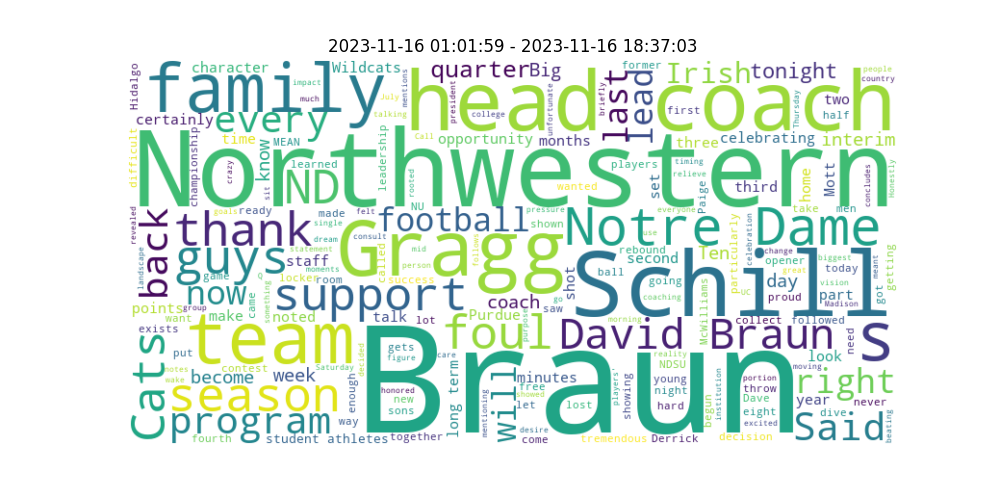 2023-11-16 01:01:59 - 2023-11-16 18:37:03
Hidalgo
character
Wildcats
impact
much
July
mentions
talking
family
certainly
every
head coach
quarter
Big
president
college
unfortunate
briefly
last
lead
former
Irish
tonight
people
country
first
Thursday
two
half
difficult
championship
time
MEAN
know
crazy
sit
learned
ND
rooted
leadership
Call
opportunity
months
three
celebrating
interim
players
timing
relieve
Northwestern
NU
wanted
set
Paige
third
home
Mott
concludes
Honestly
revealed
landscape
back
thank
goals
ready
made
felt
single
dream
statement
consult
called
football
Gragg
mid
person
follows
pressure
shown
everyone
use
Notre Dame
take
men
particularly
celebration
guys
staff
game
Q
moments
locker
room
success
now
came
something
support
shot
rebound
second
ball
going
Ten
change
opener
biggest
great
today
day
vision
meant
getting
got
UC
proud
part
Madison
Schill
points
group
want
make
noted
talk
lot
Purdue
coach
go
saw
purpose
foul
coaching
morning
McWilliams
collect
followed
David Braun
need
s
exists
put
team
decided
gets
figure
care
reality
NDSU
moving
look
Cats
notes
make
become
contest
week
Saturday
season
enough
way
honored
new
sons
long term
will
minutes
free
showed
let
lost
desire
players'
showing
young
night
hard
begun
institution
portion
throw
Dave
eight
excited
right
year
never
program
fourth
student athletes
together
Braun
mentioning
come
tremendous
Derrick
decision
dive
Said
beating